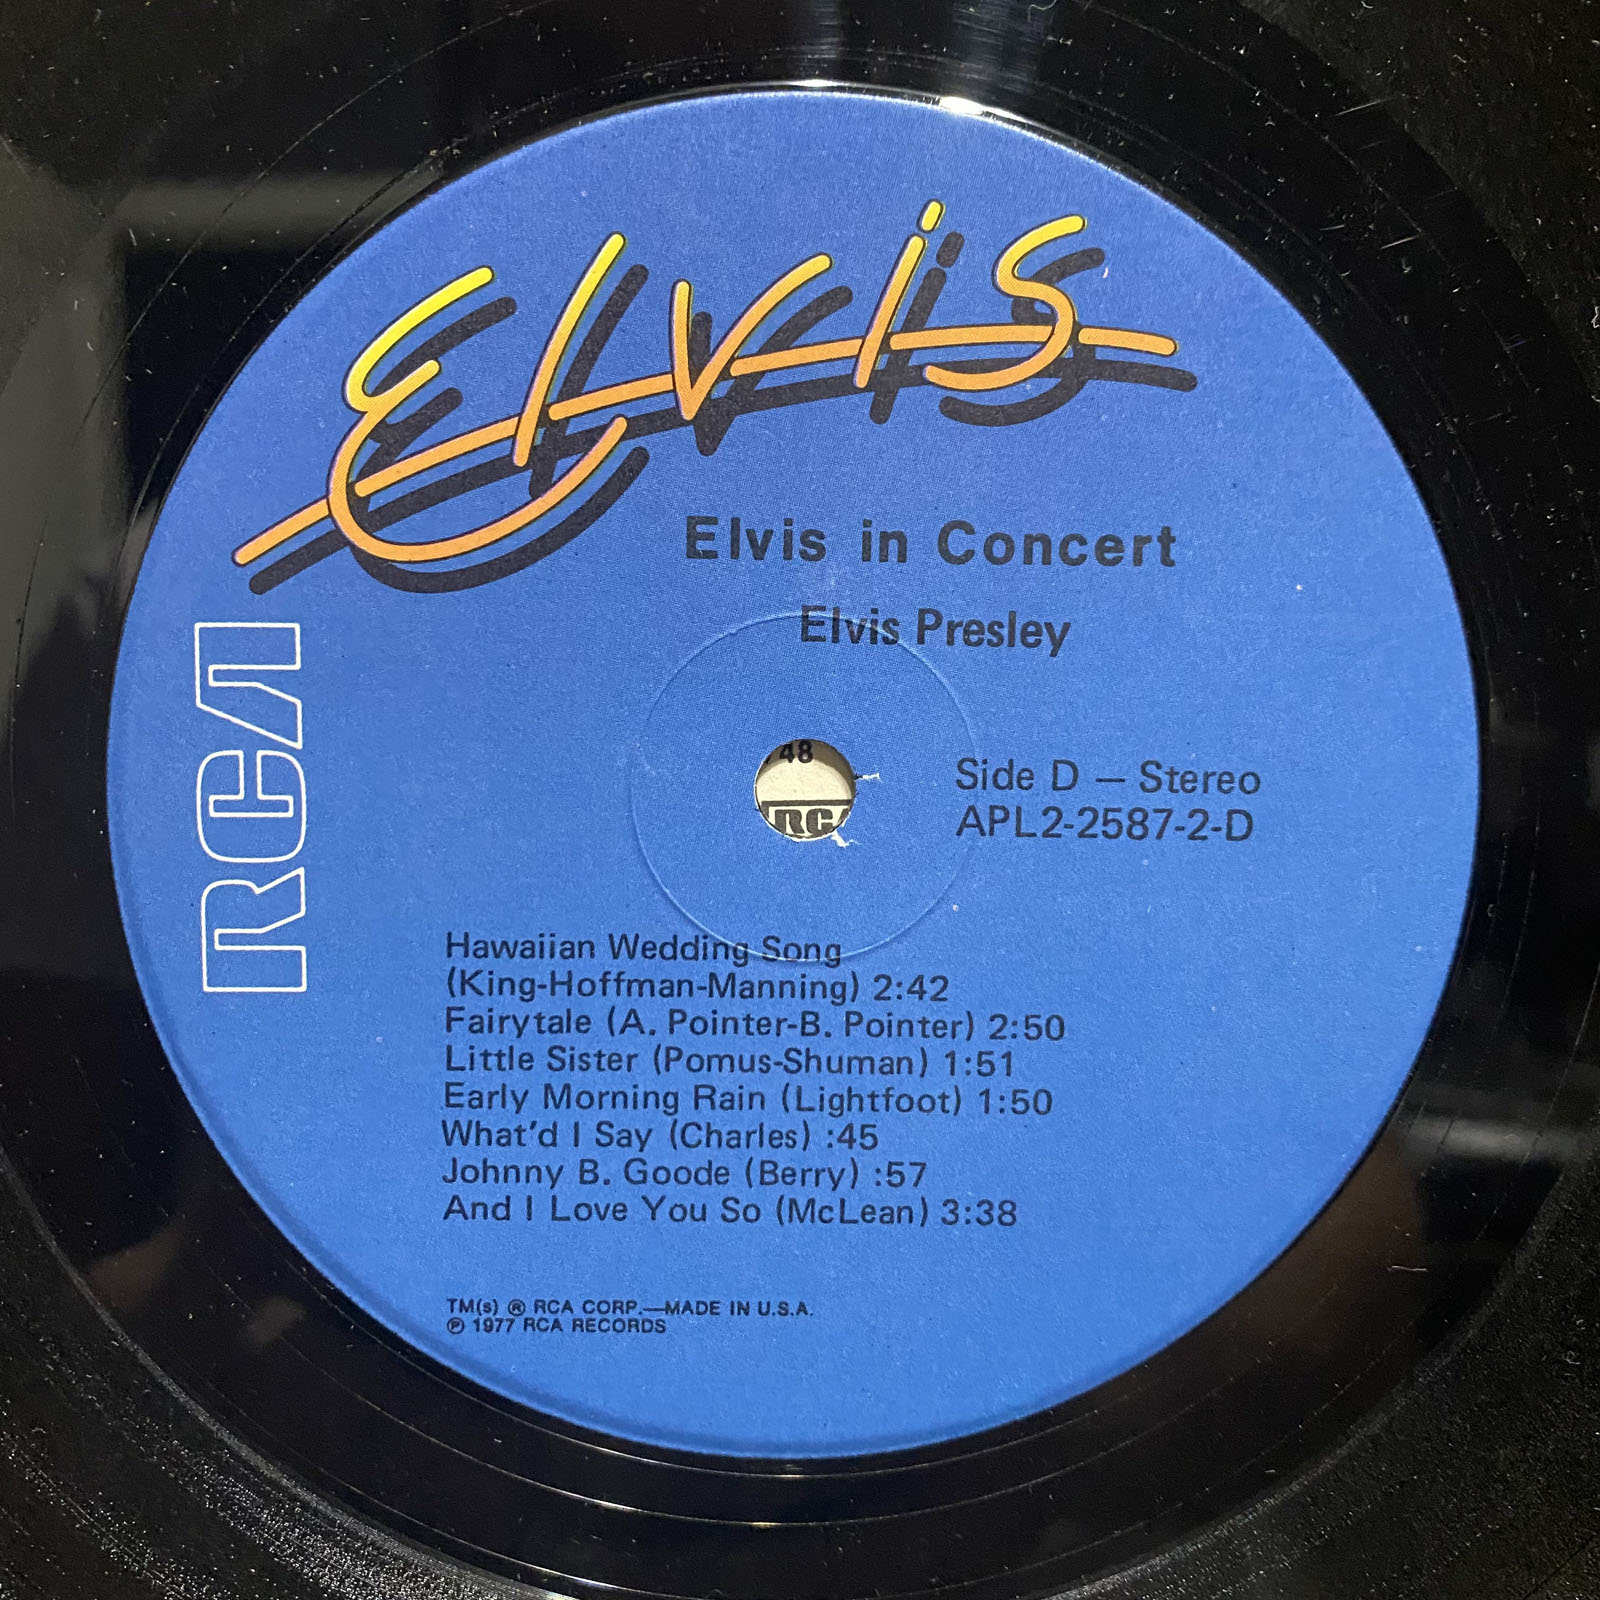 Elvis
Elvis in Concert
Elvis Presley
RCA
48
RCA
Side D — Stereo
APL2-2587-2-D
Hawaiian Wedding Song
(King-Hoffman-Manning) 2:42
Fairytale (A. Pointer-B. Pointer) 2:50
Little Sister (Pomus-Shuman) 1:51
Early Morning Rain (Lightfoot) 1:50
What'd I Say (Charles) :45
Johnny B. Goode (Berry) :57
And I Love You So (McLean) 3:38
TM(s) ® RCA CORP.—MADE IN U.S.A.
℗ 1977 RCA RECORDS